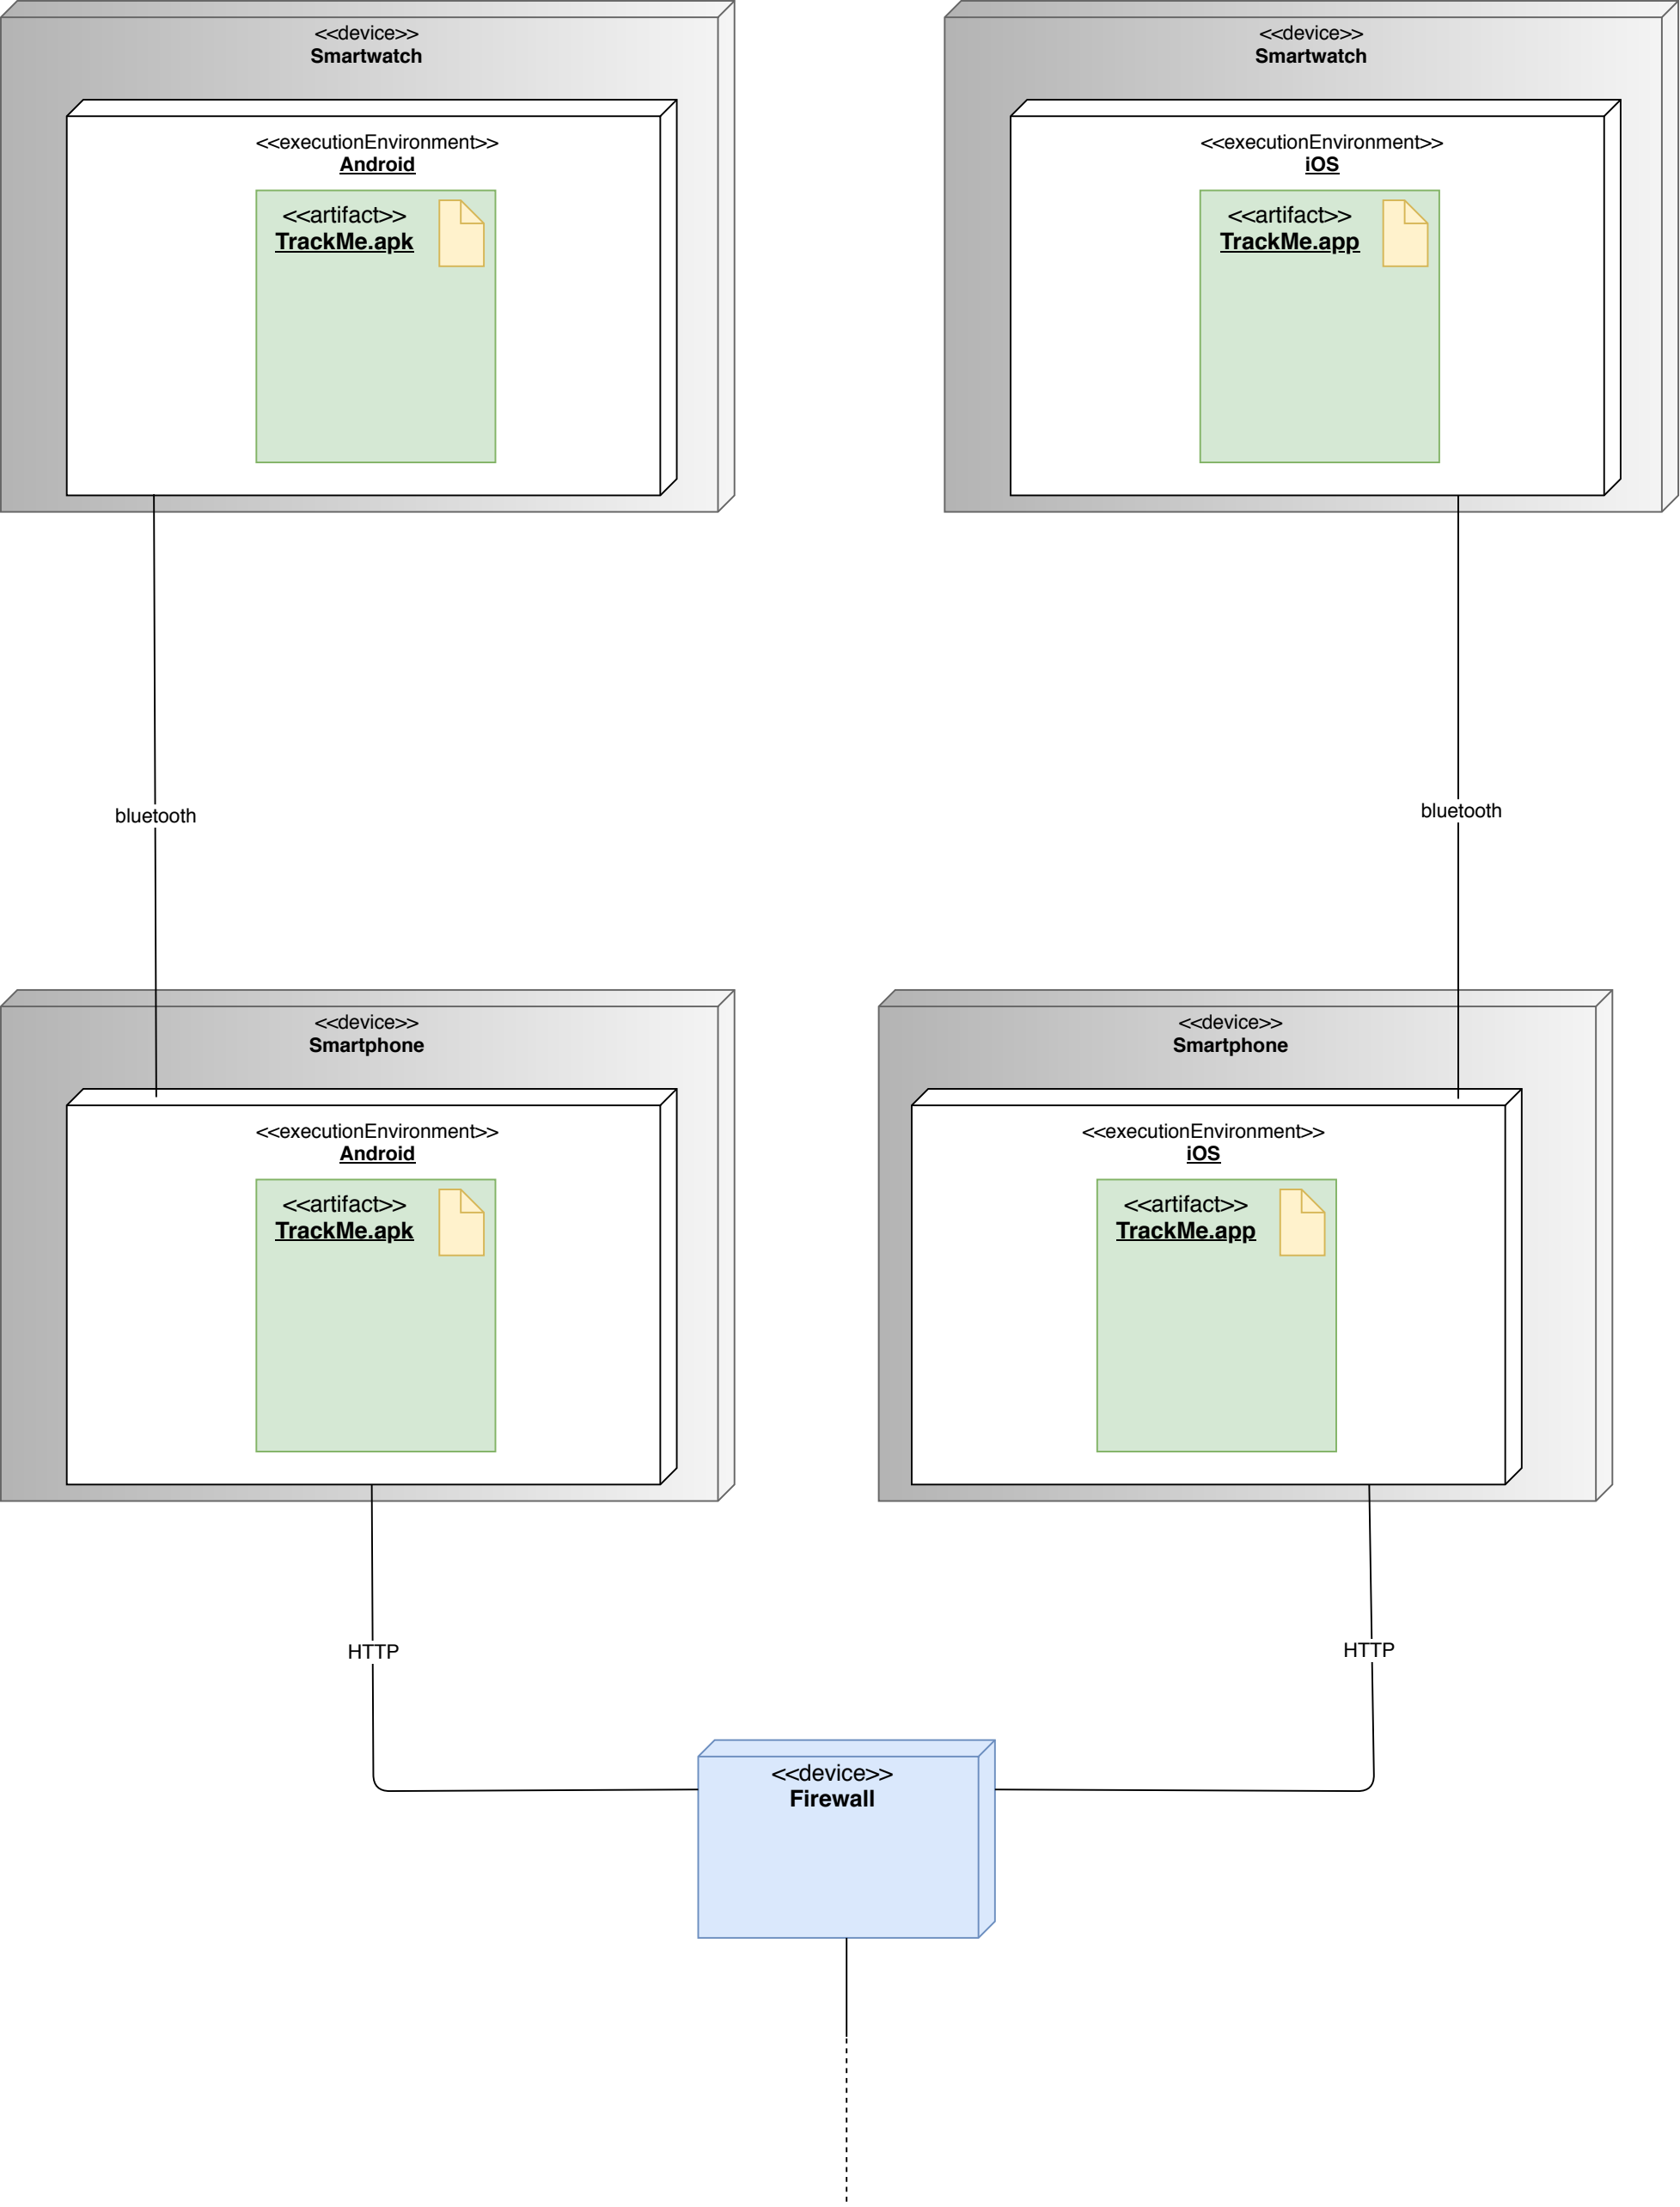 <<device>>
Smartwatch
<<executionEnvironment>>
Android
<<artifact>>
TrackMe.apk
<<device>>
Smartwatch
<<executionEnvironment>>
iOS
<<artifact>>
TrackMe.app
bluetooth
bluetooth
<<device>>
Smartphone
<<executionEnvironment>>
Android
<<artifact>>
TrackMe.apk
<<device>>
Smartphone
<<executionEnvironment>>
iOS
<<artifact>>
TrackMe.app
HTTP
HTTP
<<device>>
Firewall